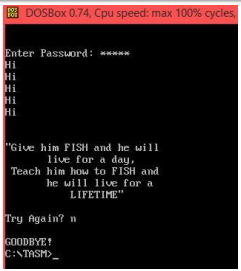 DOSBox 0.74, Cpu speed: max 100% cycles,
Enter Password: *****
Hi
Hi
Hi
Hi
Hi
"Give him FISH and he will
live for a day,
Teach him how to FISH and
he will live for a
LIFETIME"
Try Again? n
GOODBYE!
C:\TASM>_